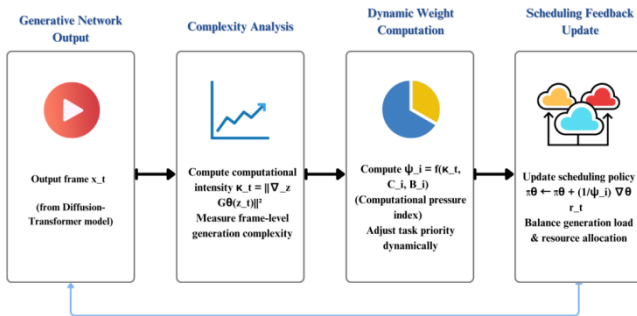 Generative Network
Output
Complexity Analysis
Dynamic Weight
Computation
Scheduling Feedback
Update
Output frame x_t
(from Diffusion-
Transformer model)
Compute computational
intensity κ_t = ||∇_z
Gθ(z_t)||²
Measure frame-level
generation complexity
Compute ψ_i = f(κ_t,
C_i, B_i)
(Computational pressure
index)
Adjust task priority
dynamically
Update scheduling policy
πθ ← πθ + (1/ψ_i) ∇θ
r_t
Balance generation load
& resource allocation